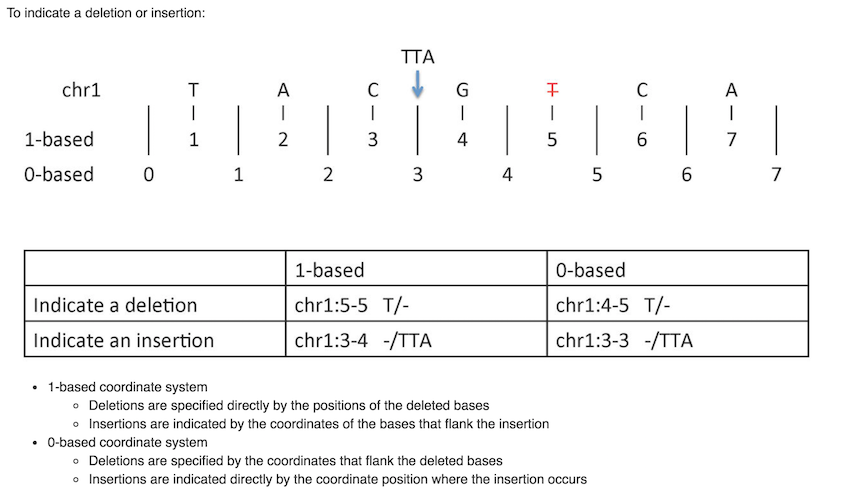 To indicate a deletion or insertion:
TTA
chr1 T A C G T C A
1-based 1 2 3 4 5 6 7
0-based 0 1 2 3 4 5 6 7
1-based 0-based
Indicate a deletion chr1:5-5 T/- chr1:4-5 T/-
Indicate an insertion chr1:3-4 -/TTA chr1:3-3 -/TTA
• 1-based coordinate system
◦ Deletions are specified directly by the positions of the deleted bases
◦ Insertions are indicated by the coordinates of the bases that flank the insertion
• 0-based coordinate system
◦ Deletions are specified by the coordinates that flank the deleted bases
◦ Insertions are indicated directly by the coordinate position where the insertion occurs